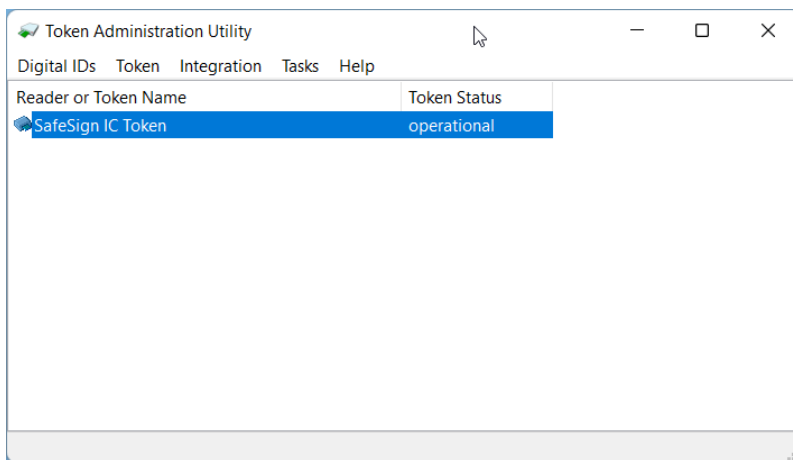 Token Administration Utility
Digital IDs Token Integration Tasks Help
Reader or Token Name Token Status
SafeSign IC Token operational